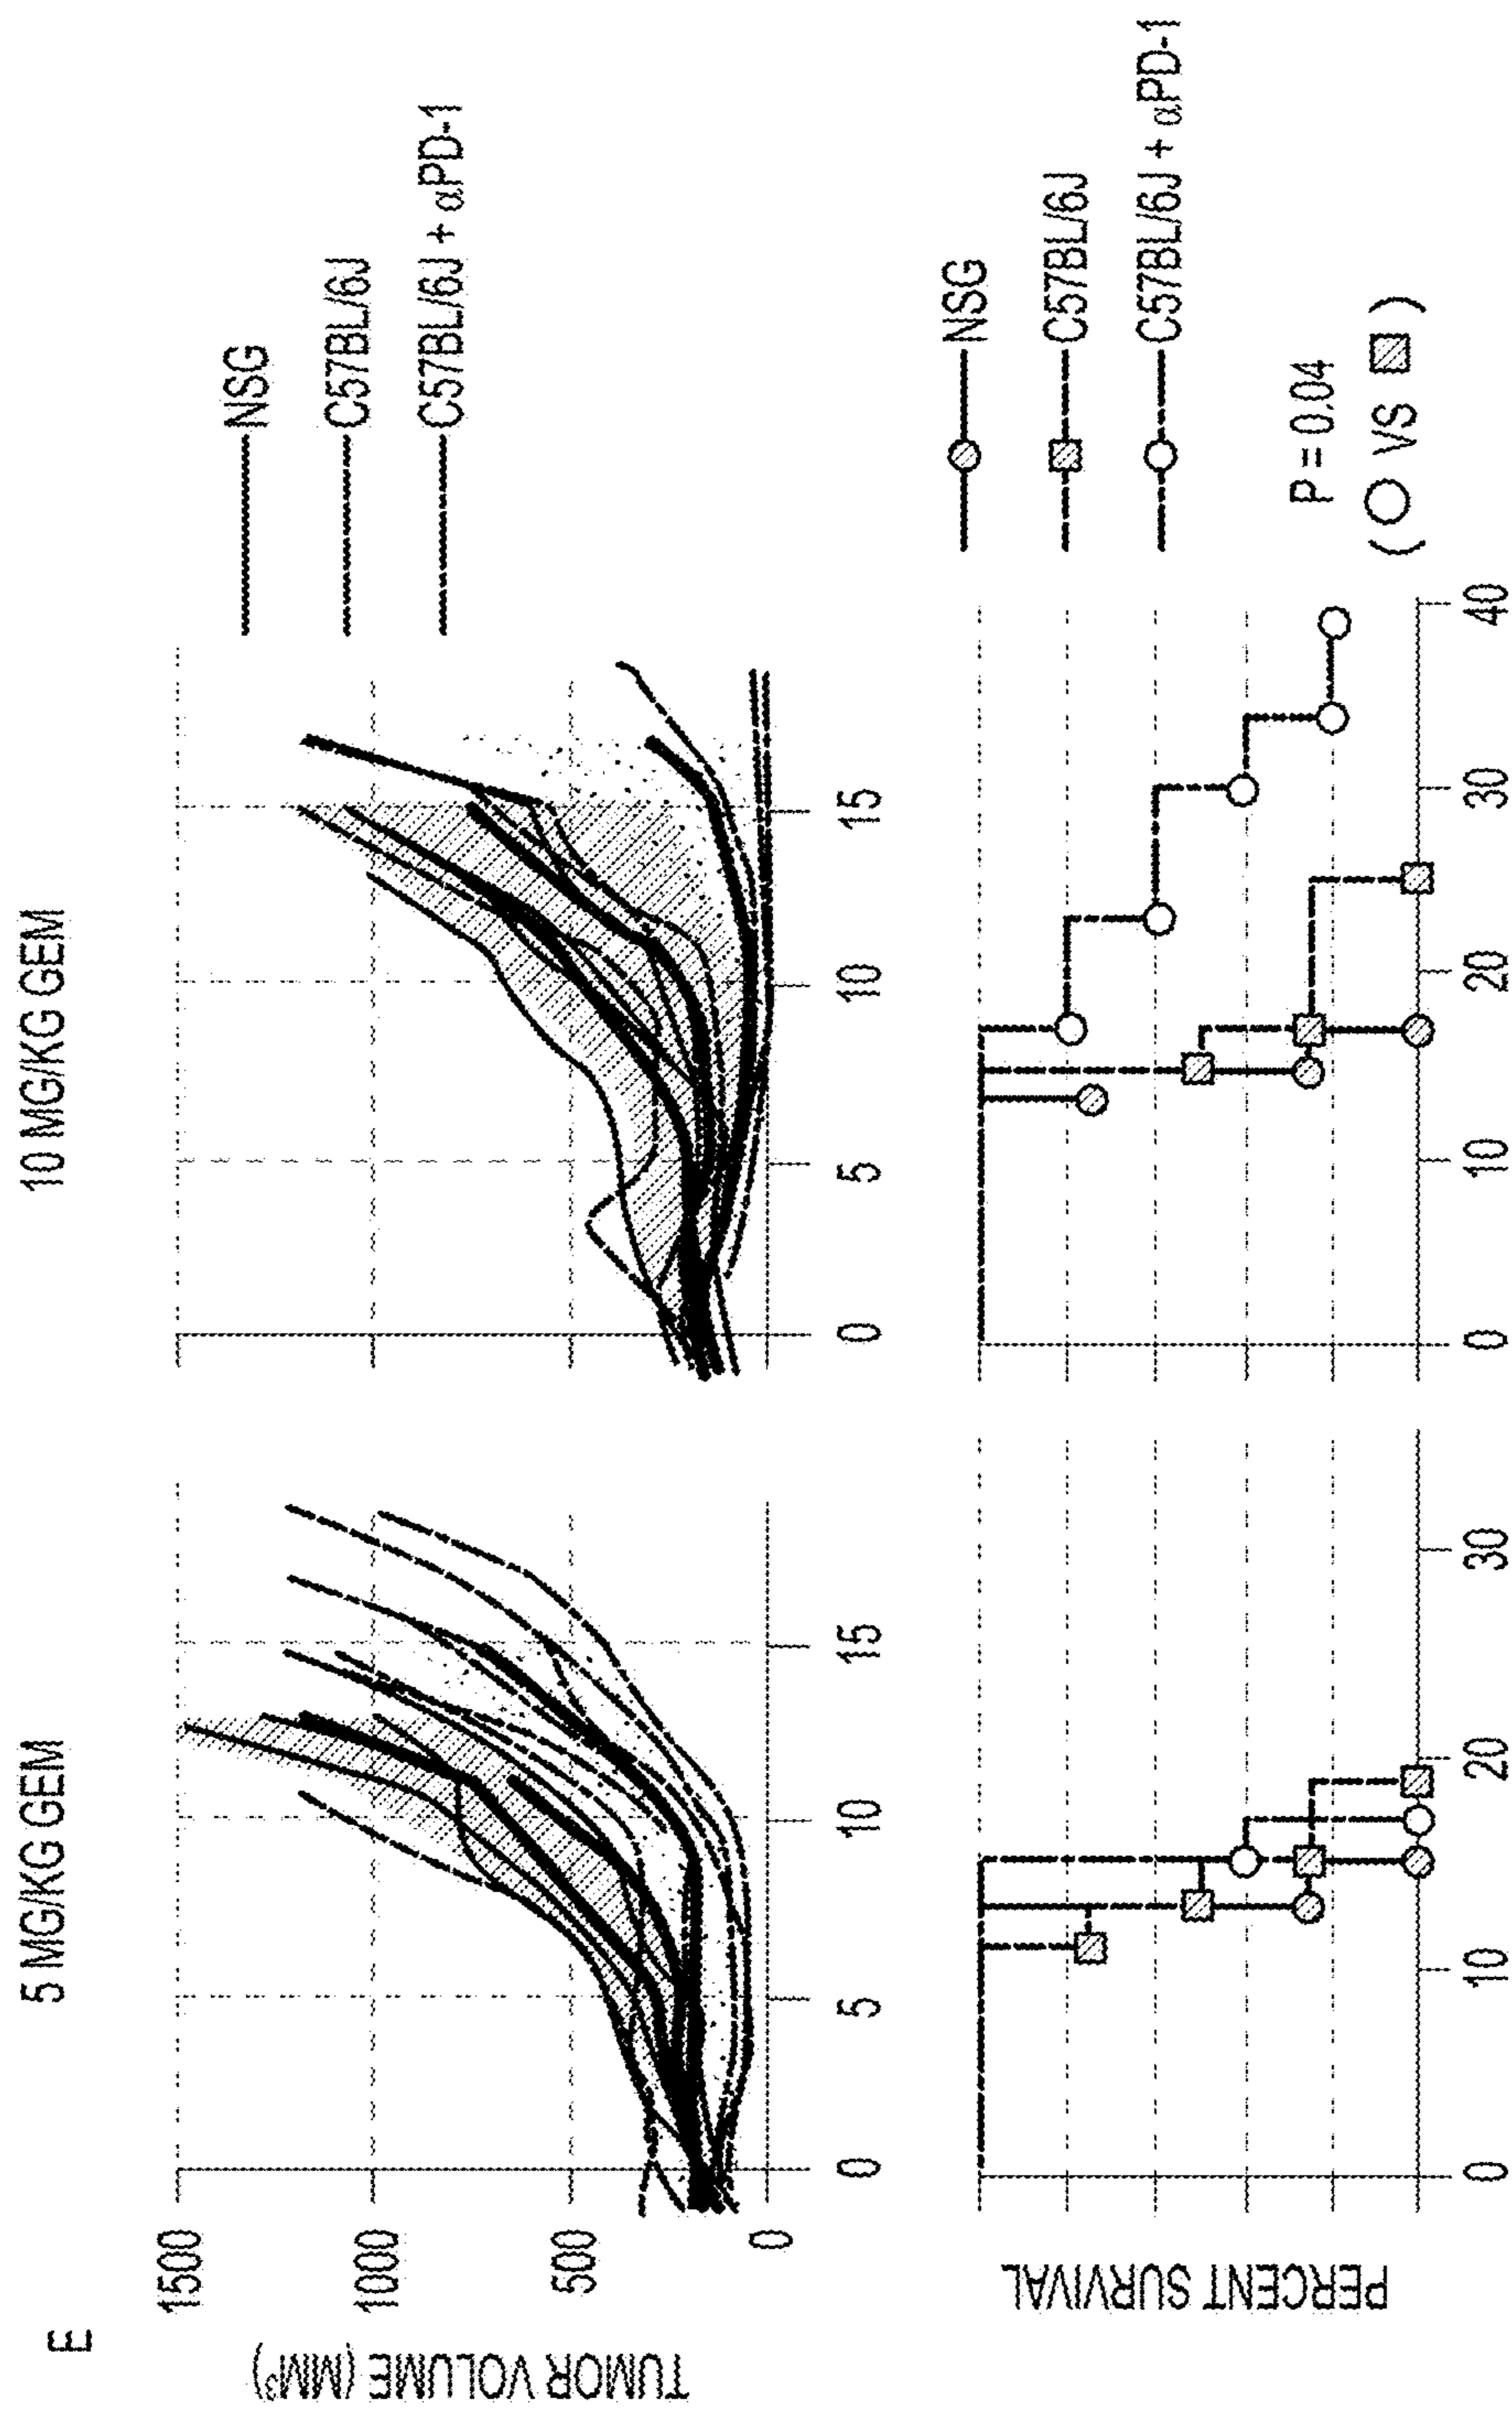 E
5 MG/KG GEM
10 MG/KG GEM
TUMOR VOLUME (MM³)
1500
1000
500
0
0
5
10
15
0
5
10
15
NSG
C57BL/6J
C57BL/6J + αPD-1
PERCENT SURVIVAL
0
10
20
30
0
10
20
30
40
NSG
C57BL/6J
C57BL/6J + αPD-1
P = 0.04
( VS )